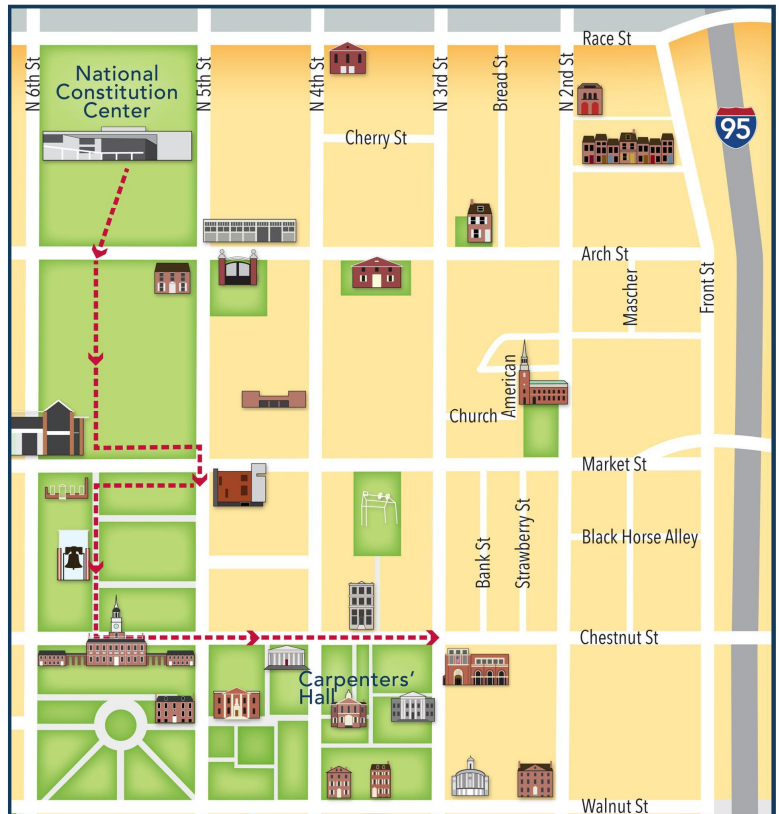 Race St
N 6th St
N 5th St
N 4th St
N 3rd St
Bread St
N 2nd St
National
Constitution
Center
95
Cherry St
Arch St
Mascher
Front St
American
Church
Market St
Bank St
Strawberry St
Black Horse Alley
Chestnut St
Carpenters'
Hall
Walnut St